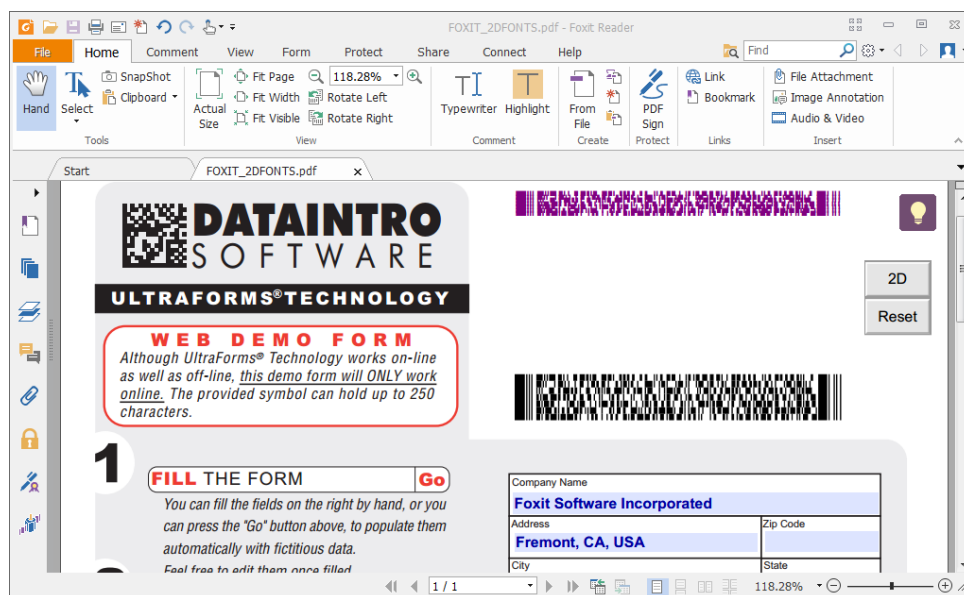 FOXIT_2DFONTS.pdf - Foxit Reader
File Home Comment View Form Protect Share Connect Help Find
Hand
Select
SnapShot
Clipboard
Tools
Actual Size
Fit Page
Fit Width
Fit Visible
118.28%
Rotate Left
Rotate Right
View
Typewriter Highlight
Comment
From File
Create
PDF Sign
Protect
Link
Bookmark
Links
File Attachment
Image Annotation
Audio & Video
Insert
Start FOXIT_2DFONTS.pdf x
DATAINTRO
SOFTWARE
ULTRAFORMS®TECHNOLOGY
WEB DEMO FORM
Although UltraForms® Technology works on-line
as well as off-line, this demo form will ONLY work
online. The provided symbol can hold up to 250
characters.
2D
Reset
1
FILL THE FORM Go
You can fill the fields on the right by hand, or you
can press the "Go" button above, to populate them
automatically with fictitious data.
Feel free to edit them once filled.
Company Name
Foxit Software Incorporated
Address Zip Code
Fremont, CA, USA
City State
1 / 1 118.28%